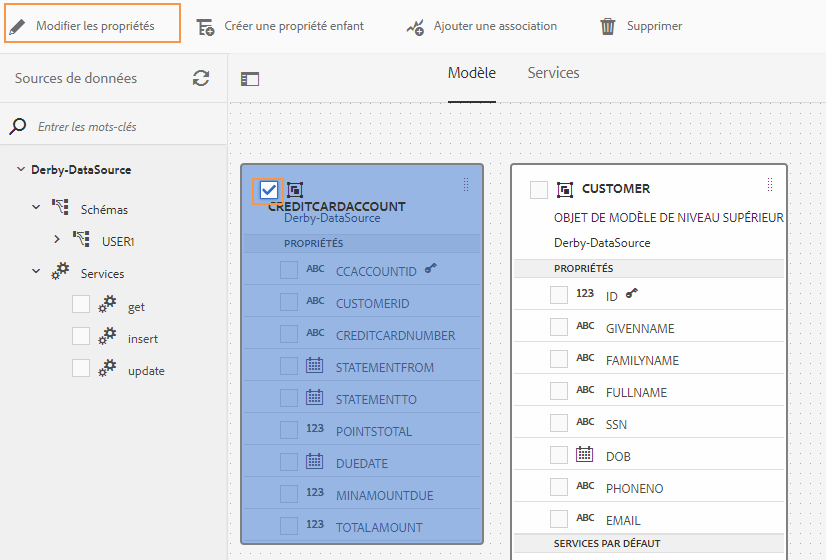 Modifier les propriétés
Créer une propriété enfant
Ajouter une association
Supprimer
Sources de données
Modèle
Services
Entrer les mots-clés
Derby-DataSource
Schémas
USER1
Services
get
insert
update
CREDITCARDACCOUNT
Derby-DataSource
PROPRIÉTÉS
ABC CCACCOUNTID
ABC CUSTOMERID
ABC CREDITCARDNUMBER
STATEMENTFROM
STATEMENTTO
123 POINTSTOTAL
DUEDATE
123 MINAMOUNTDUE
123 TOTALAMOUNT
CUSTOMER
OBJET DE MODÈLE DE NIVEAU SUPÉRIEUR
Derby-DataSource
PROPRIÉTÉS
123 ID
ABC GIVENNAME
ABC FAMILYNAME
ABC FULLNAME
ABC SSN
DOB
ABC PHONENO
ABC EMAIL
SERVICES PAR DÉFAUT